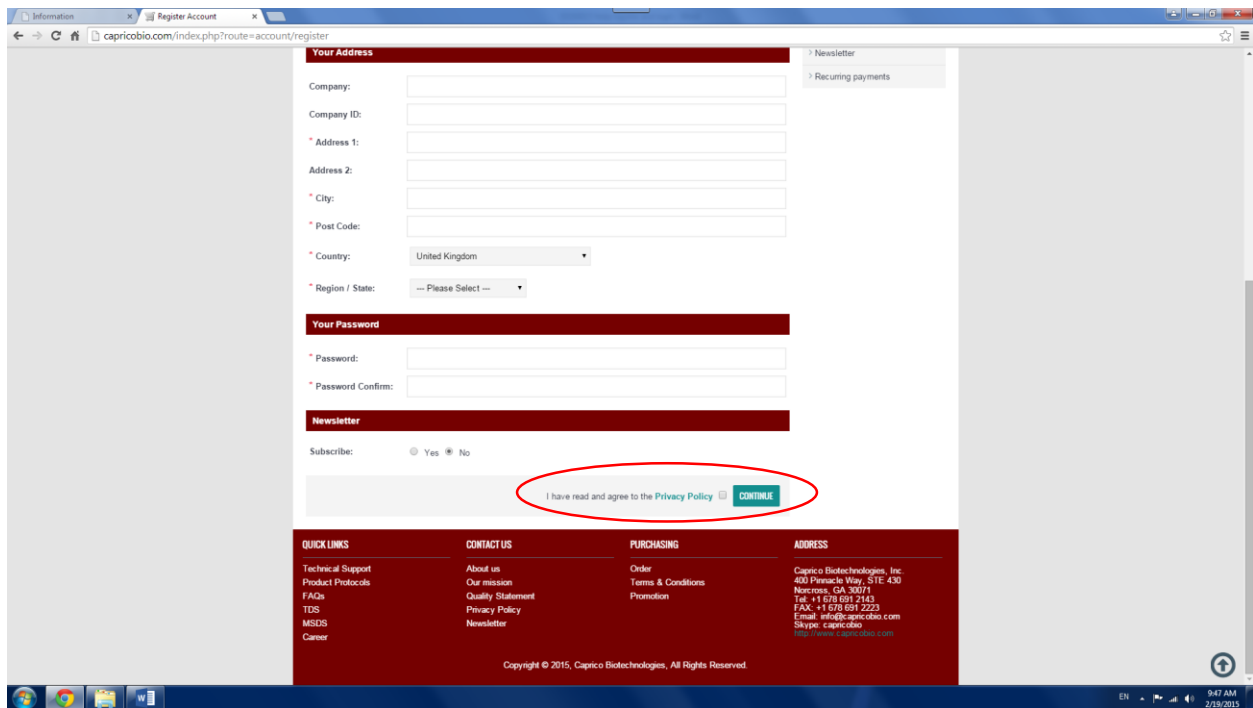 Information
Register Account
capricobio.com/index.php?route=account/register
Your Address
Newsletter
Recurring payments
Company:
Company ID:
* Address 1:
Address 2:
* City:
* Post Code:
* Country: United Kingdom
* Region / State: --- Please Select ---
Your Password
* Password:
* Password Confirm:
Newsletter
Subscribe: Yes No
I have read and agree to the Privacy Policy CONTINUE
QUICK LINKS
Technical Support
Product Protocols
FAQs
TDS
MSDS
Career
CONTACT US
About us
Our mission
Quality Statement
Privacy Policy
Newsletter
PURCHASING
Order
Terms & Conditions
Promotion
ADDRESS
Caprico Biotechnologies, Inc.
400 Pinnacle Way, STE 430
Norcross, GA 30071
Tel: +1 678 691 2143
FAX: +1 678 691 2223
Email: info@capricobio.com
Skype: capricobio
http://www.capricobio.com
Copyright © 2015, Caprico Biotechnologies, All Rights Reserved.
EN
9:47 AM
2/19/2015